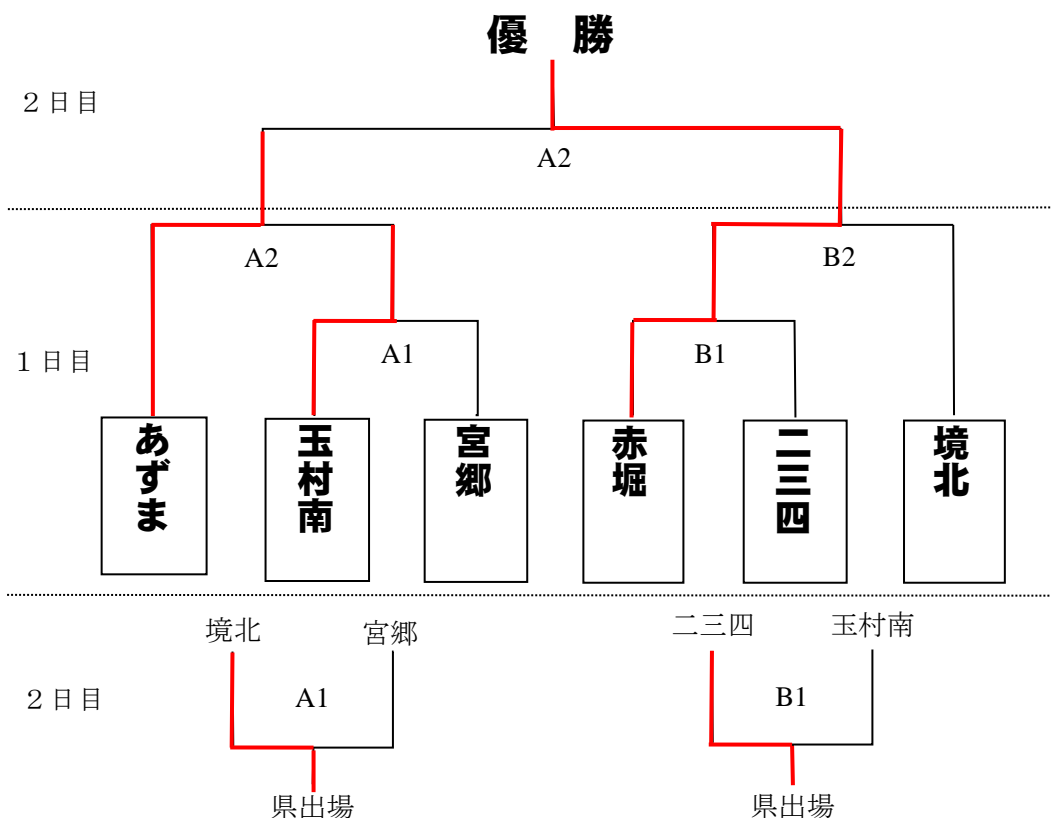 優 勝
２日目
A2
A2
B2
１日目
A1
B1
あずま
玉村南
宮郷
赤堀
二三四
境北
境北
宮郷
二三四
玉村南
２日目
A1
B1
県出場
県出場